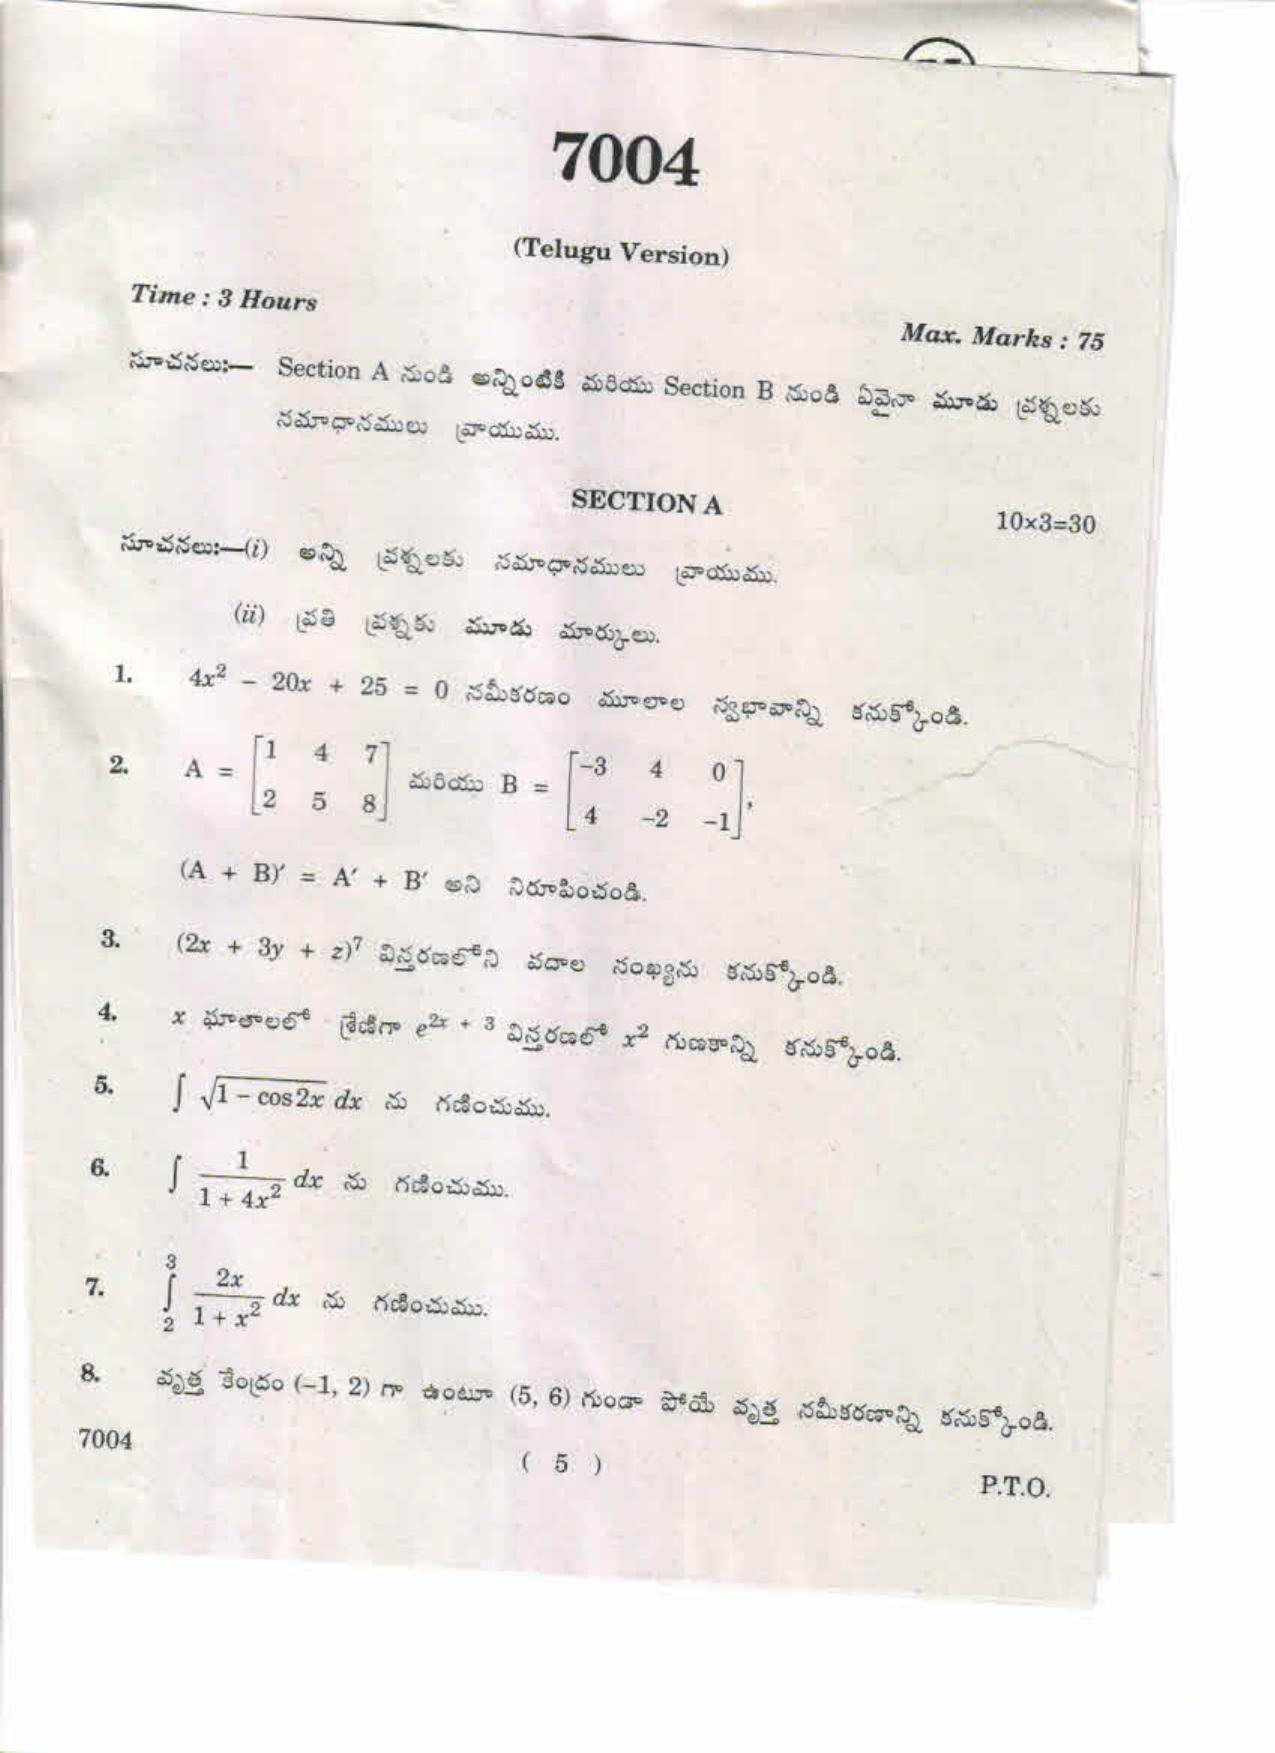 7004
(Telugu Version)
Time : 3 Hours
Max. Marks : 75
సూచనలు:— Section A నుండి అన్నింటికి మరియు Section B నుండి ఏవైనా మూడు ప్రశ్నలకు
సమాధానములు వ్రాయుము.
SECTION A
10×3=30
సూచనలు:—(i) అన్ని ప్రశ్నలకు సమాధానములు వ్రాయుము.
(ii) ప్రతి ప్రశ్నకు మూడు మార్కులు.
1. 4x² − 20x + 25 = 0 సమీకరణం మూలాల స్వభావాన్ని కనుక్కోండి.
2. A = [1 4 7; 2 5 8] మరియు B = [−3 4 0; 4 −2 −1],
(A + B)′ = A′ + B′ అని నిరూపించండి.
3. (2x + 3y + z)⁷ విస్తరణలోని పదాల సంఖ్యను కనుక్కోండి.
4. x ఘాతాలలో శ్రేణిగా e^(2x + 3) విస్తరణలో x² గుణకాన్ని కనుక్కోండి.
5. ∫ √(1 − cos 2x) dx ను గణించుము.
6. ∫ 1/(1 + 4x²) dx ను గణించుము.
7. ∫₂³ 2x/(1 + x²) dx ను గణించుము.
8. వృత్త కేంద్రం (−1, 2) గా ఉంటూ (5, 6) గుండా పోయే వృత్త సమీకరణాన్ని కనుక్కోండి.
7004
( 5 )
P.T.O.